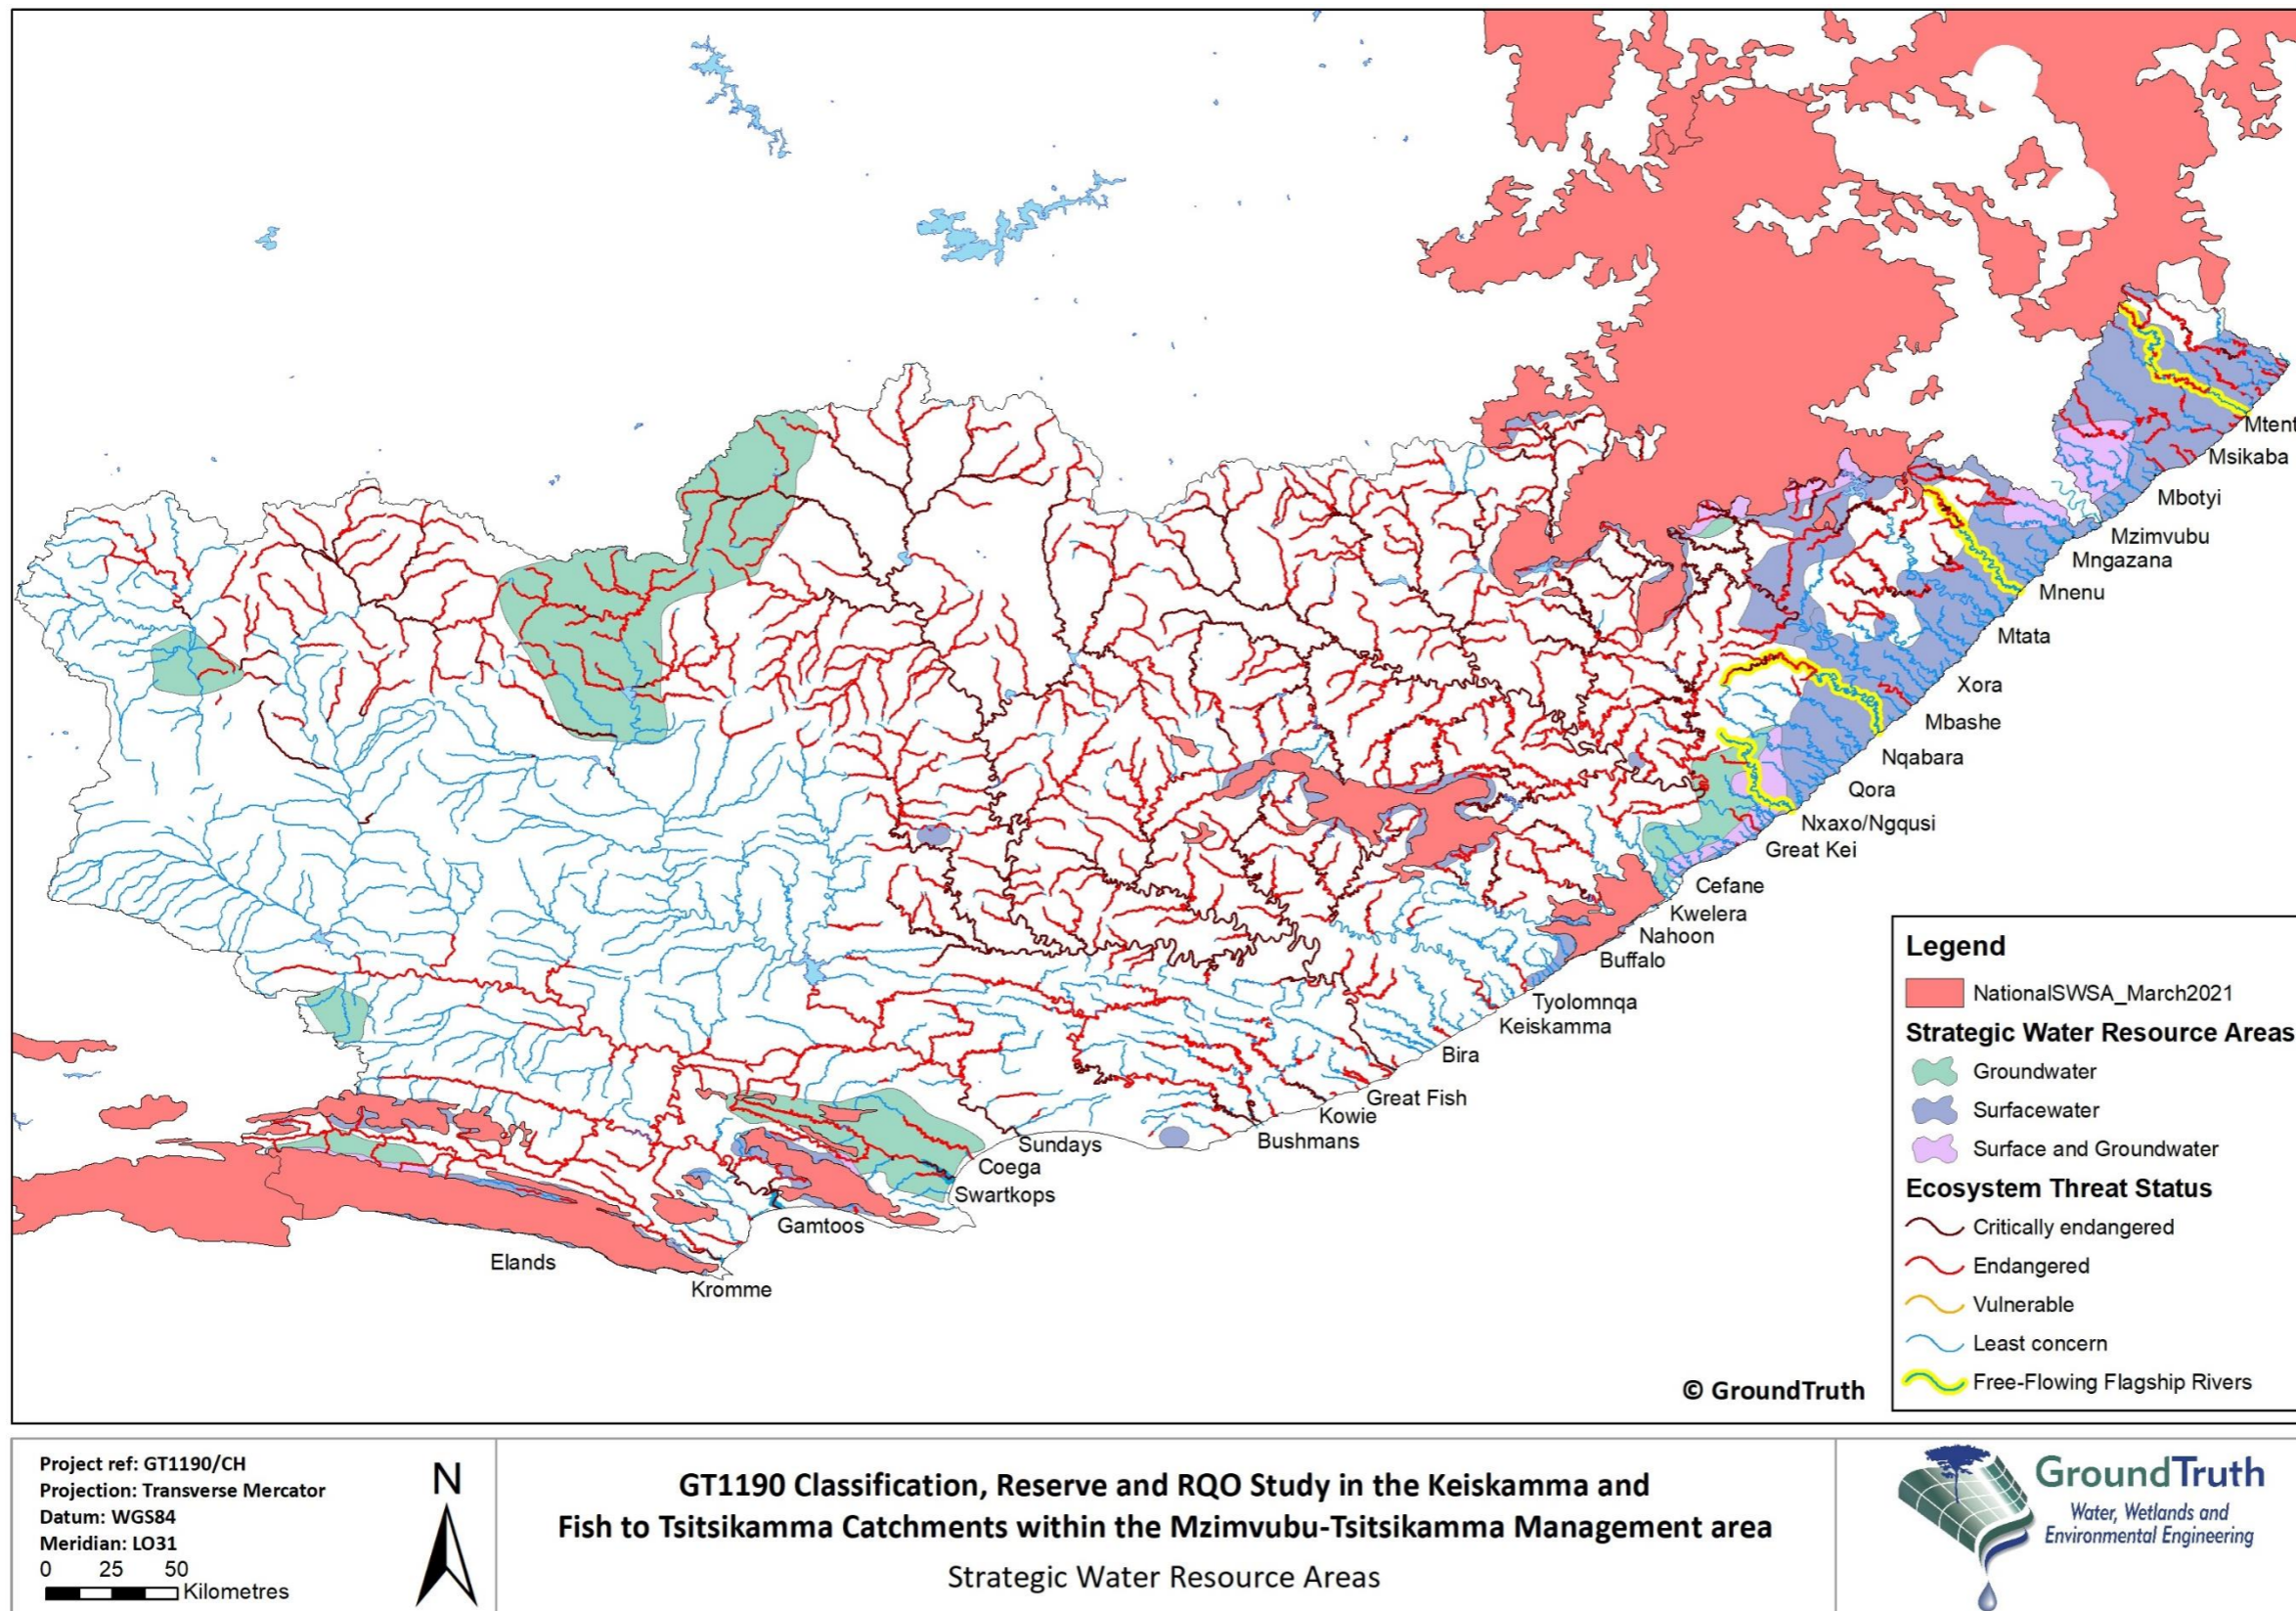 Mtent
Msikaba
Mbotyi
Mzimvubu
Mngazana
Mnenu
Mtata
Xora
Mbashe
Nqabara
Qora
Nxaxo/Ngqusi
Great Kei
Cefane
Kwelera
Nahoon
Buffalo
Tyolomnqa
Keiskamma
Bira
Great Fish
Kowie
Bushmans
Sundays
Coega
Swartkops
Gamtoos
Elands
Kromme
Legend
NationalSWSA_March2021
Strategic Water Resource Areas
Groundwater
Surfacewater
Surface and Groundwater
Ecosystem Threat Status
Critically endangered
Endangered
Vulnerable
Least concern
Free-Flowing Flagship Rivers
© GroundTruth
Project ref: GT1190/CH
Projection: Transverse Mercator
Datum: WGS84
Meridian: LO31
0 25 50
Kilometres
N
GT1190 Classification, Reserve and RQO Study in the Keiskamma and
Fish to Tsitsikamma Catchments within the Mzimvubu-Tsitsikamma Management area
Strategic Water Resource Areas
GroundTruth
Water, Wetlands and
Environmental Engineering